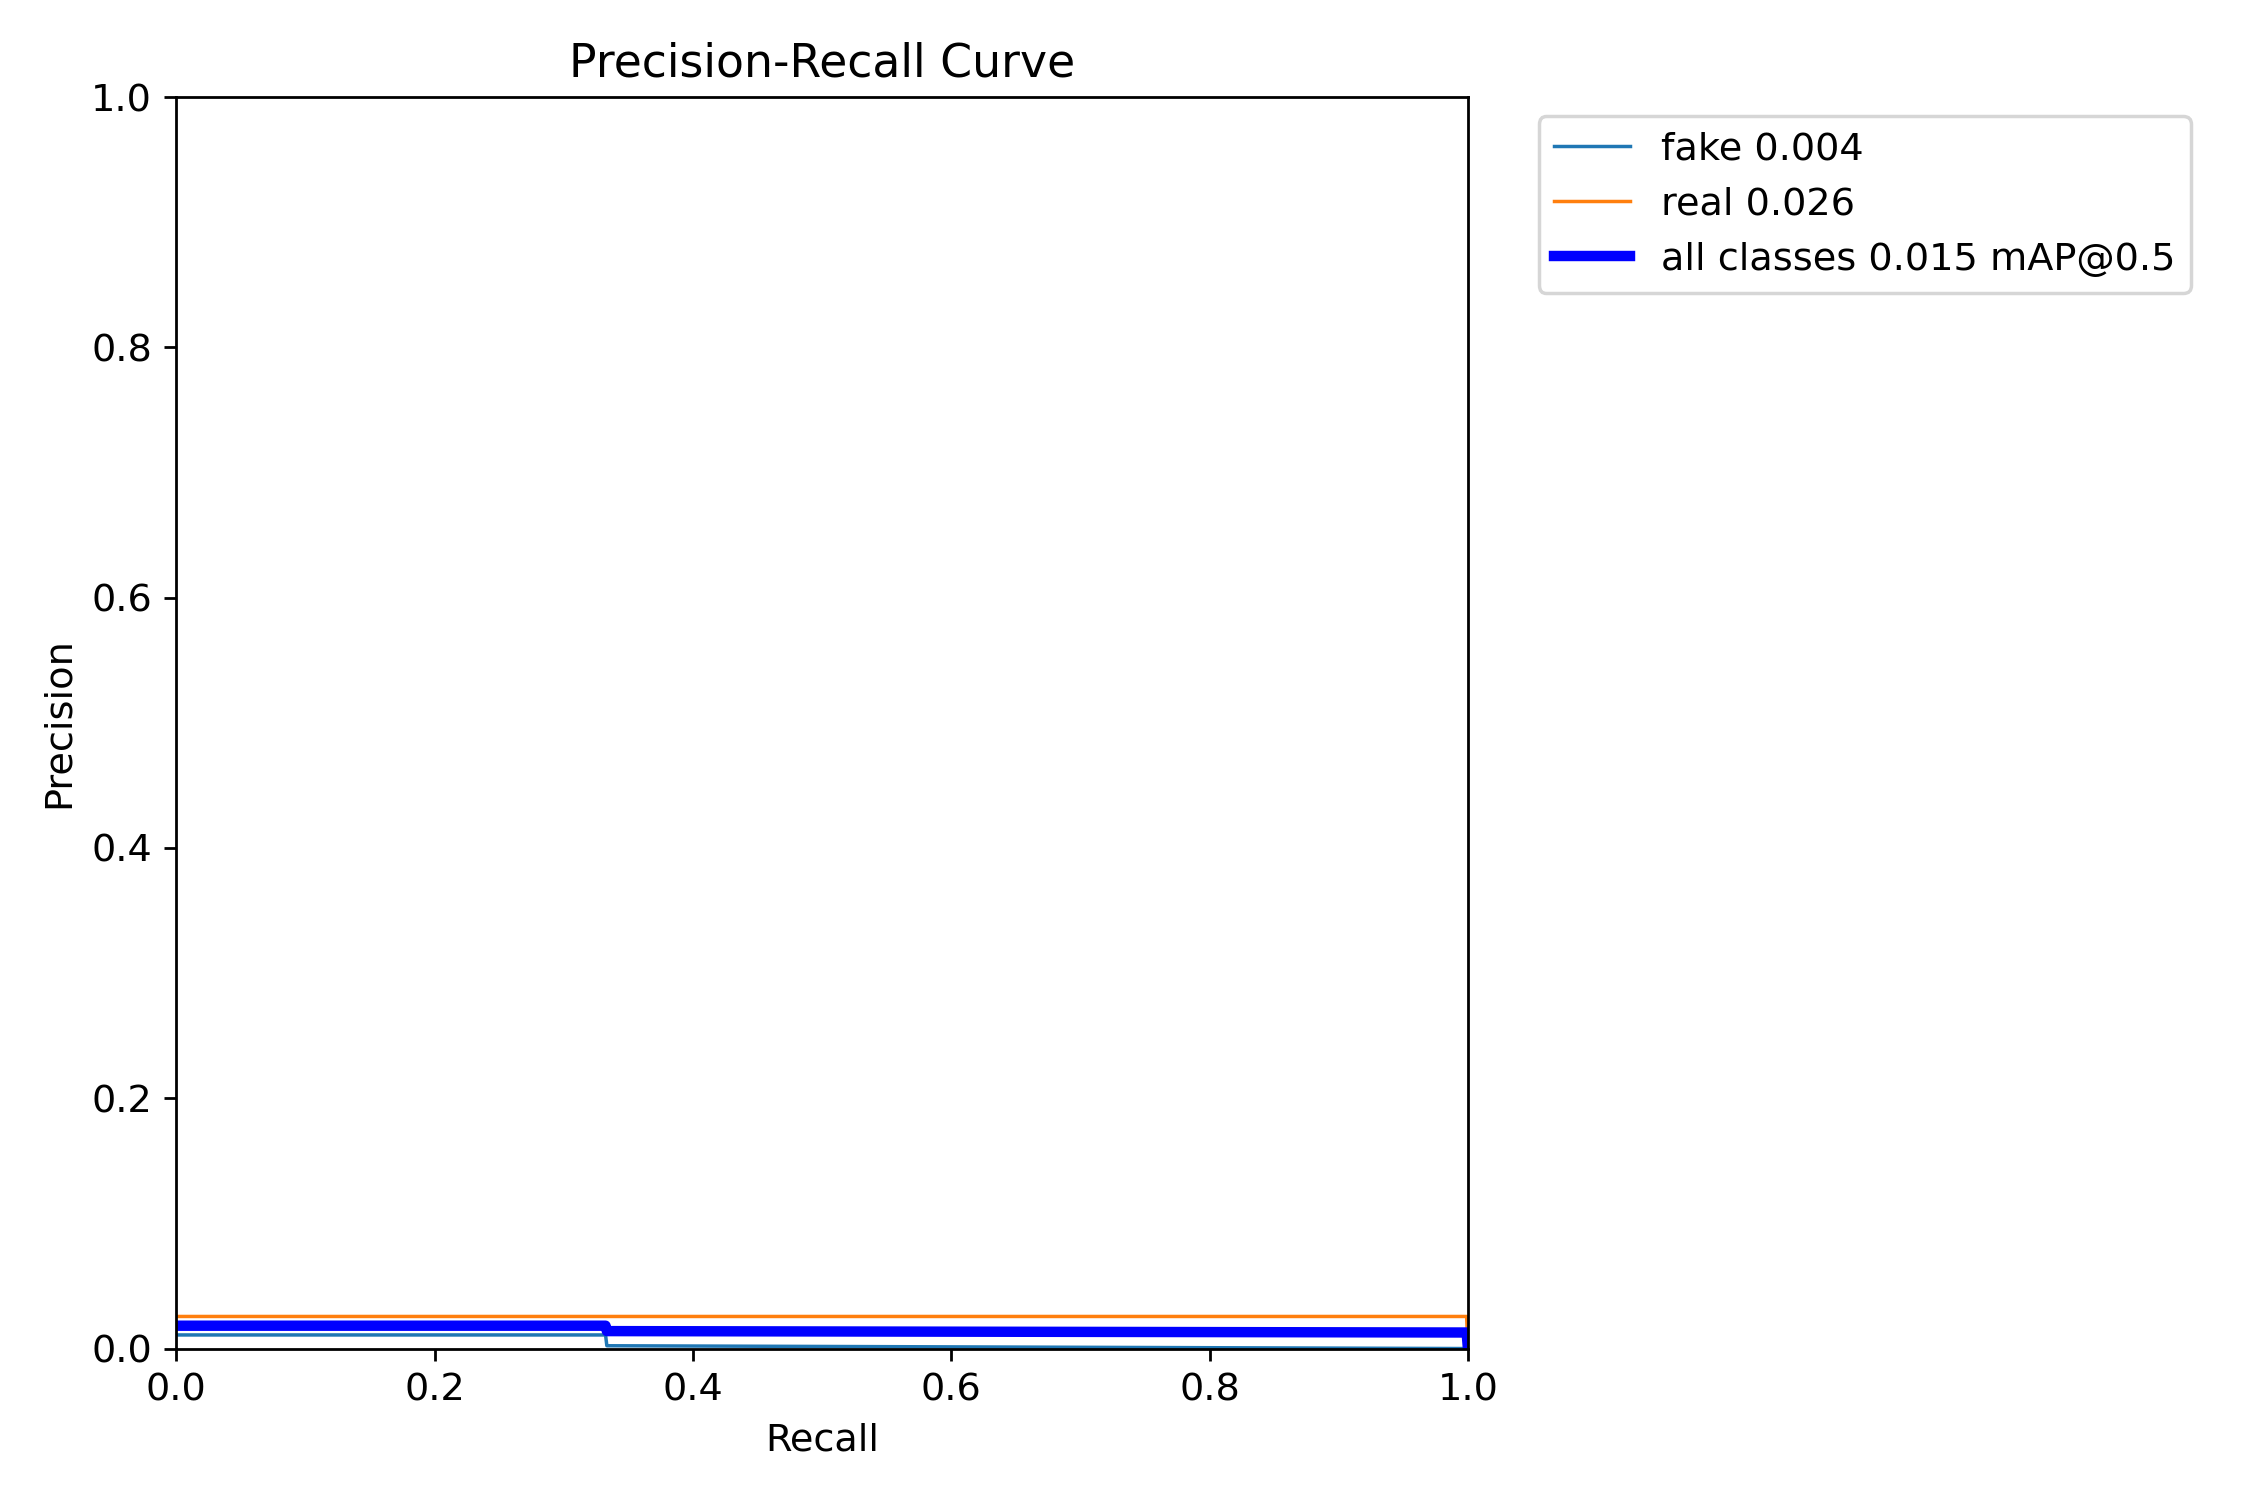 Precision-Recall Curve
fake 0.004
real 0.026
all classes 0.015 mAP@0.5
1.0
0.8
0.6
0.4
0.2
0.0
Precision
0.0 0.2 0.4 0.6 0.8 1.0
Recall